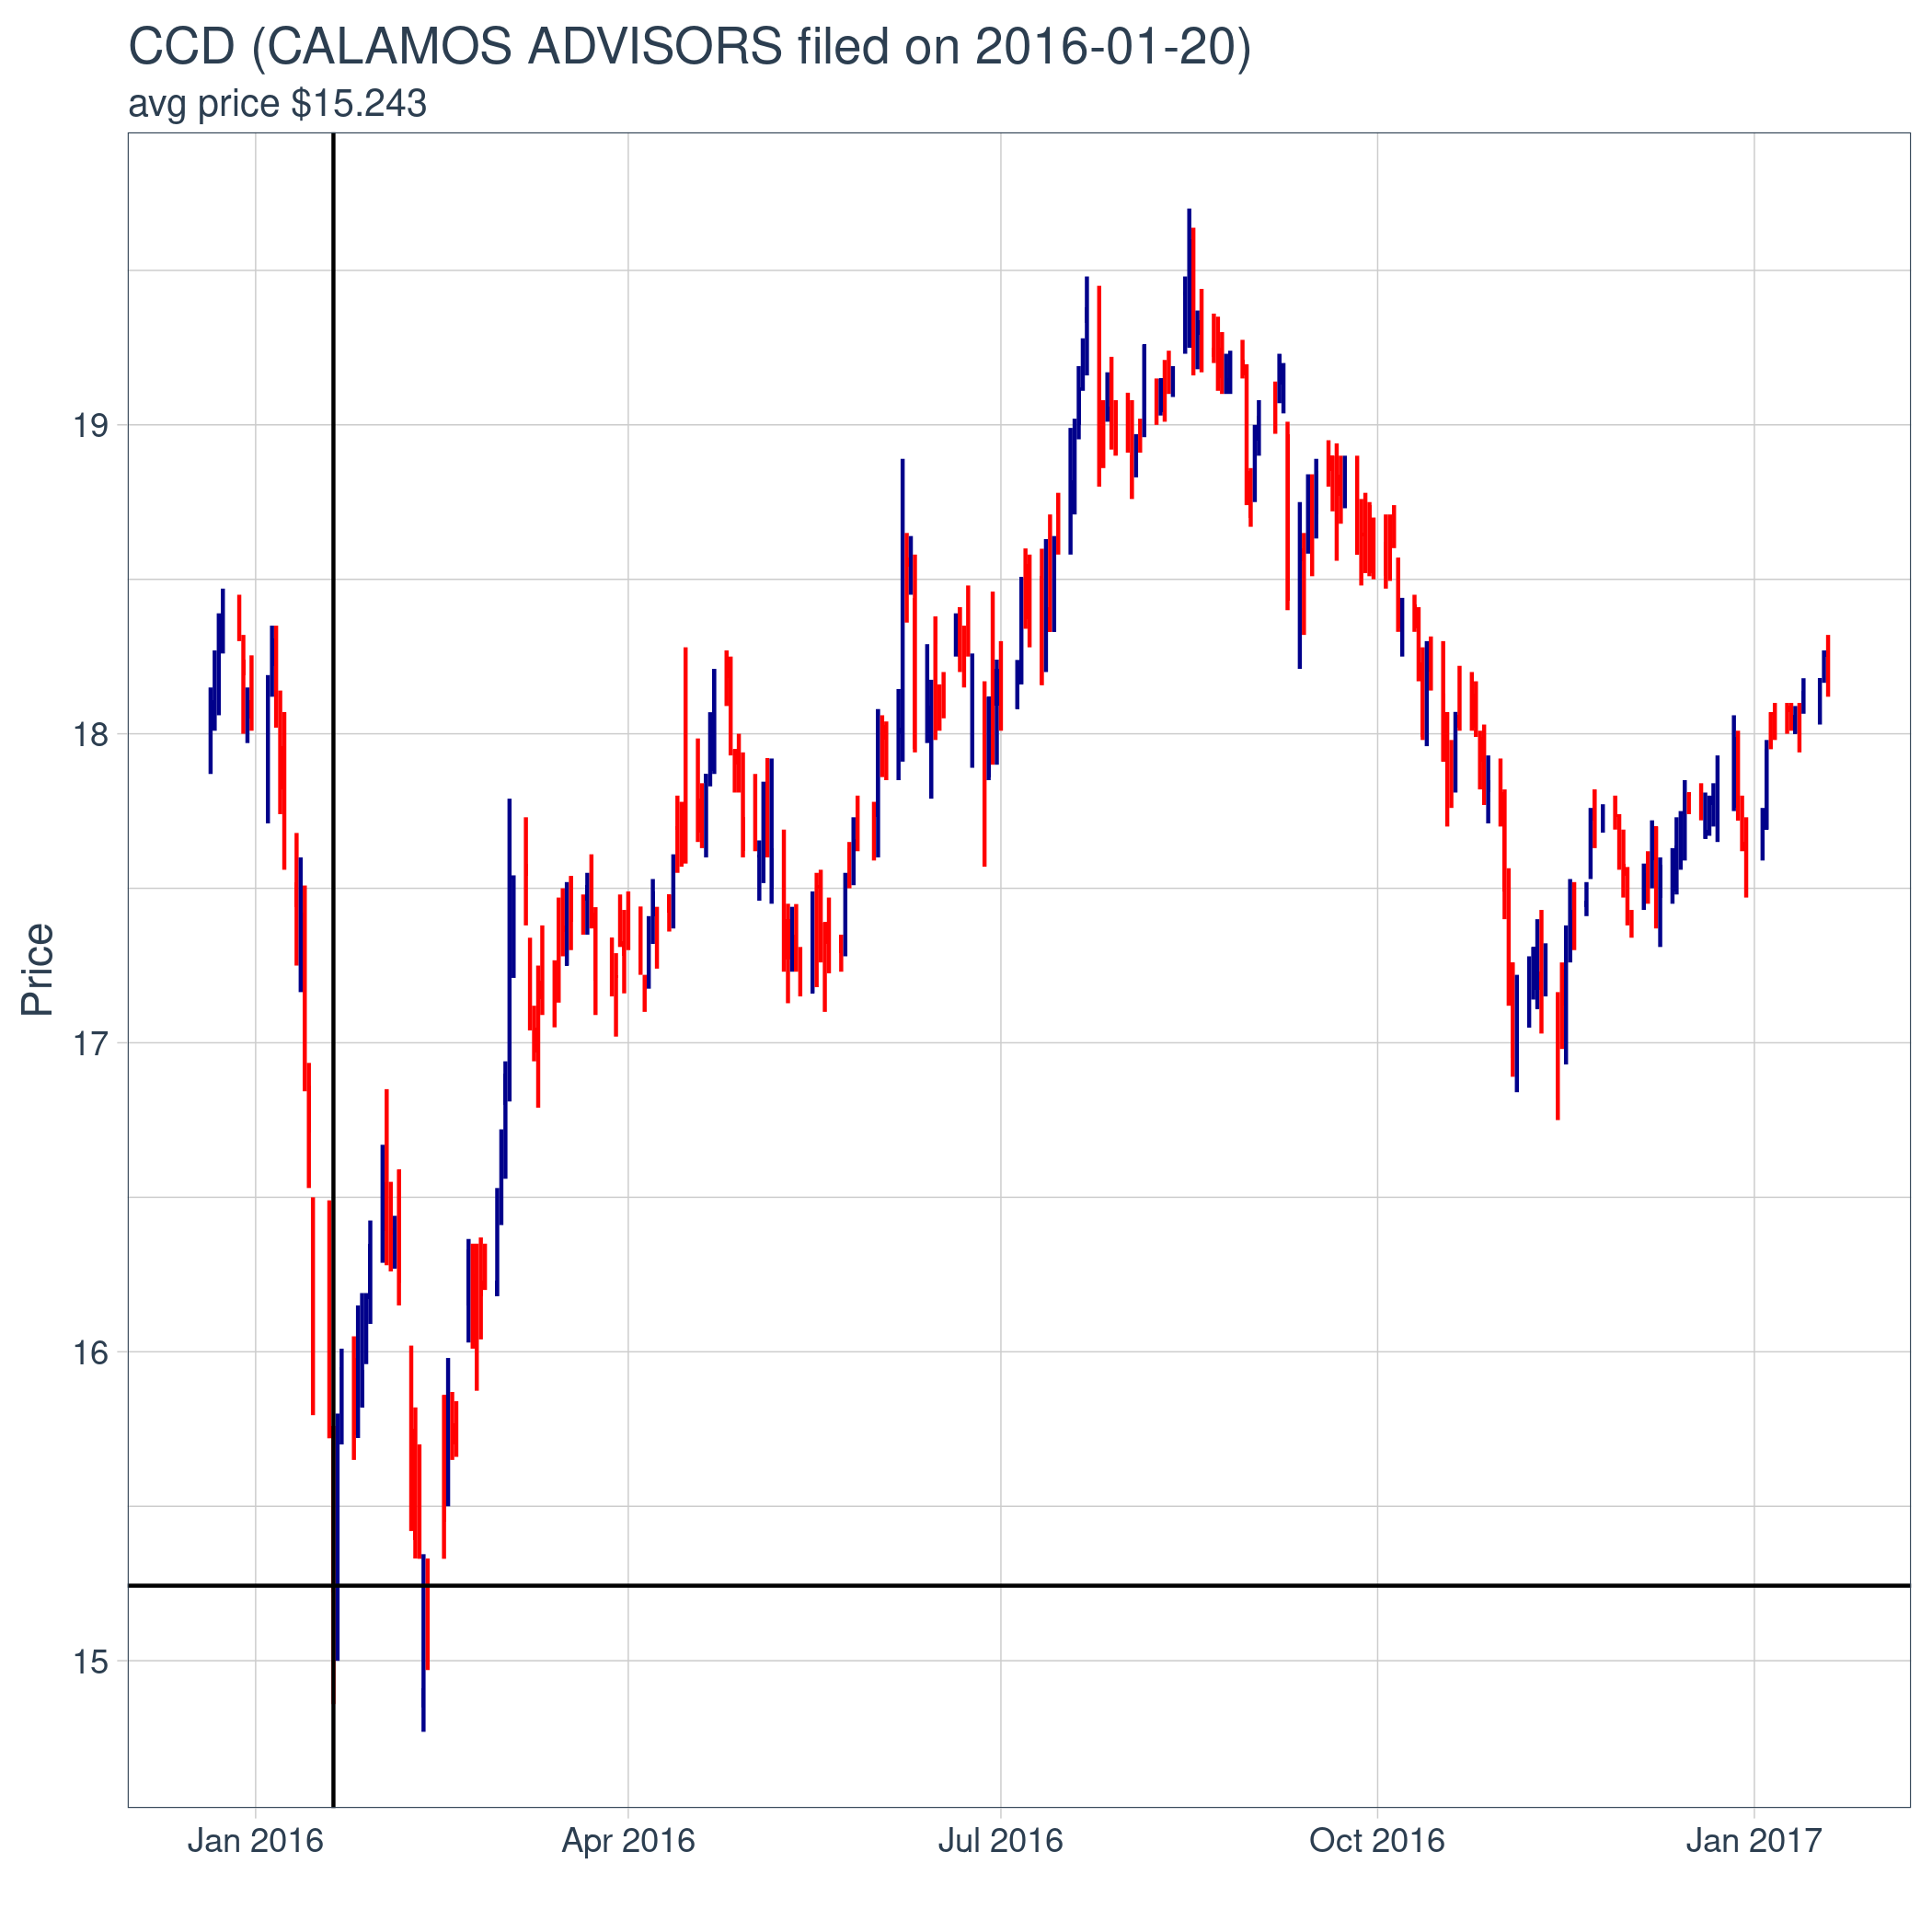 CCD (CALAMOS ADVISORS filed on 2016-01-20)
avg price $15.243
Price
19
18
17
16
15
Jan 2016
Apr 2016
Jul 2016
Oct 2016
Jan 2017